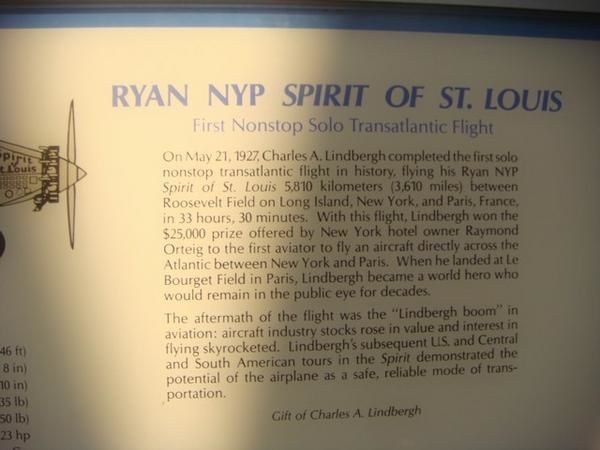 RYAN NYP SPIRIT OF ST. LOUIS
First Nonstop Solo Transatlantic Flight
On May 21, 1927, Charles A. Lindbergh completed the first solo
nonstop transatlantic flight in history, flying his Ryan NYP
Spirit of St. Louis 5,810 kilometers (3,610 miles) between
Roosevelt Field on Long Island, New York, and Paris, France,
in 33 hours, 30 minutes. With this flight, Lindbergh won the
$25,000 prize offered by New York hotel owner Raymond
Orteig to the first aviator to fly an aircraft directly across the
Atlantic between New York and Paris. When he landed at Le
Bourget Field in Paris, Lindbergh became a world hero who
would remain in the public eye for decades.
The aftermath of the flight was the "Lindbergh boom" in
aviation: aircraft industry stocks rose in value and interest in
flying skyrocketed. Lindbergh's subsequent U.S. and Central
and South American tours in the Spirit demonstrated the
potential of the airplane as a safe, reliable mode of trans-
portation.
Gift of Charles A. Lindbergh
Spirit
St. Louis
46 ft)
8 in)
10 in)
35 lb)
50 lb)
23 hp